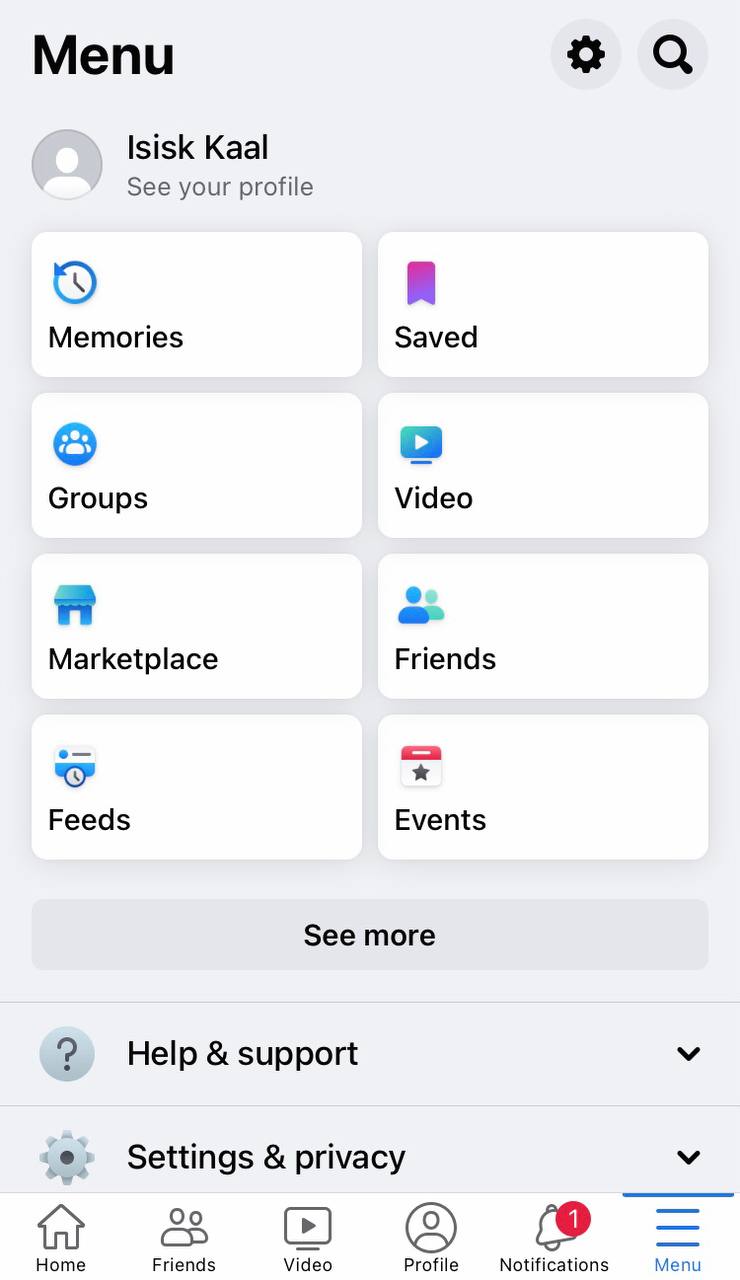 Menu
Isisk Kaal
See your profile
Memories
Saved
Groups
Video
Marketplace
Friends
Feeds
Events
See more
?
Help & support
Settings & privacy
1
Home
Friends
Video
Profile
Notifications
Menu